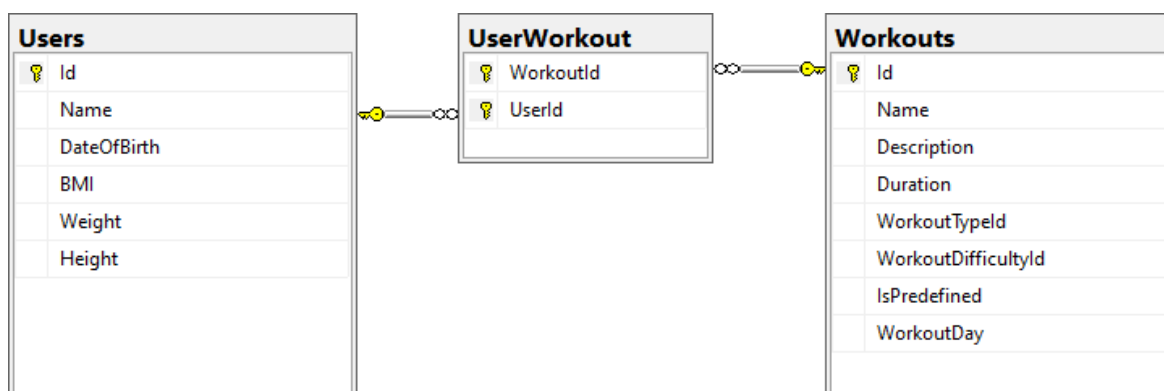 Users
Id
Name
DateOfBirth
BMI
Weight
Height
UserWorkout
WorkoutId
UserId
Workouts
Id
Name
Description
Duration
WorkoutTypeId
WorkoutDifficultyId
IsPredefined
WorkoutDay